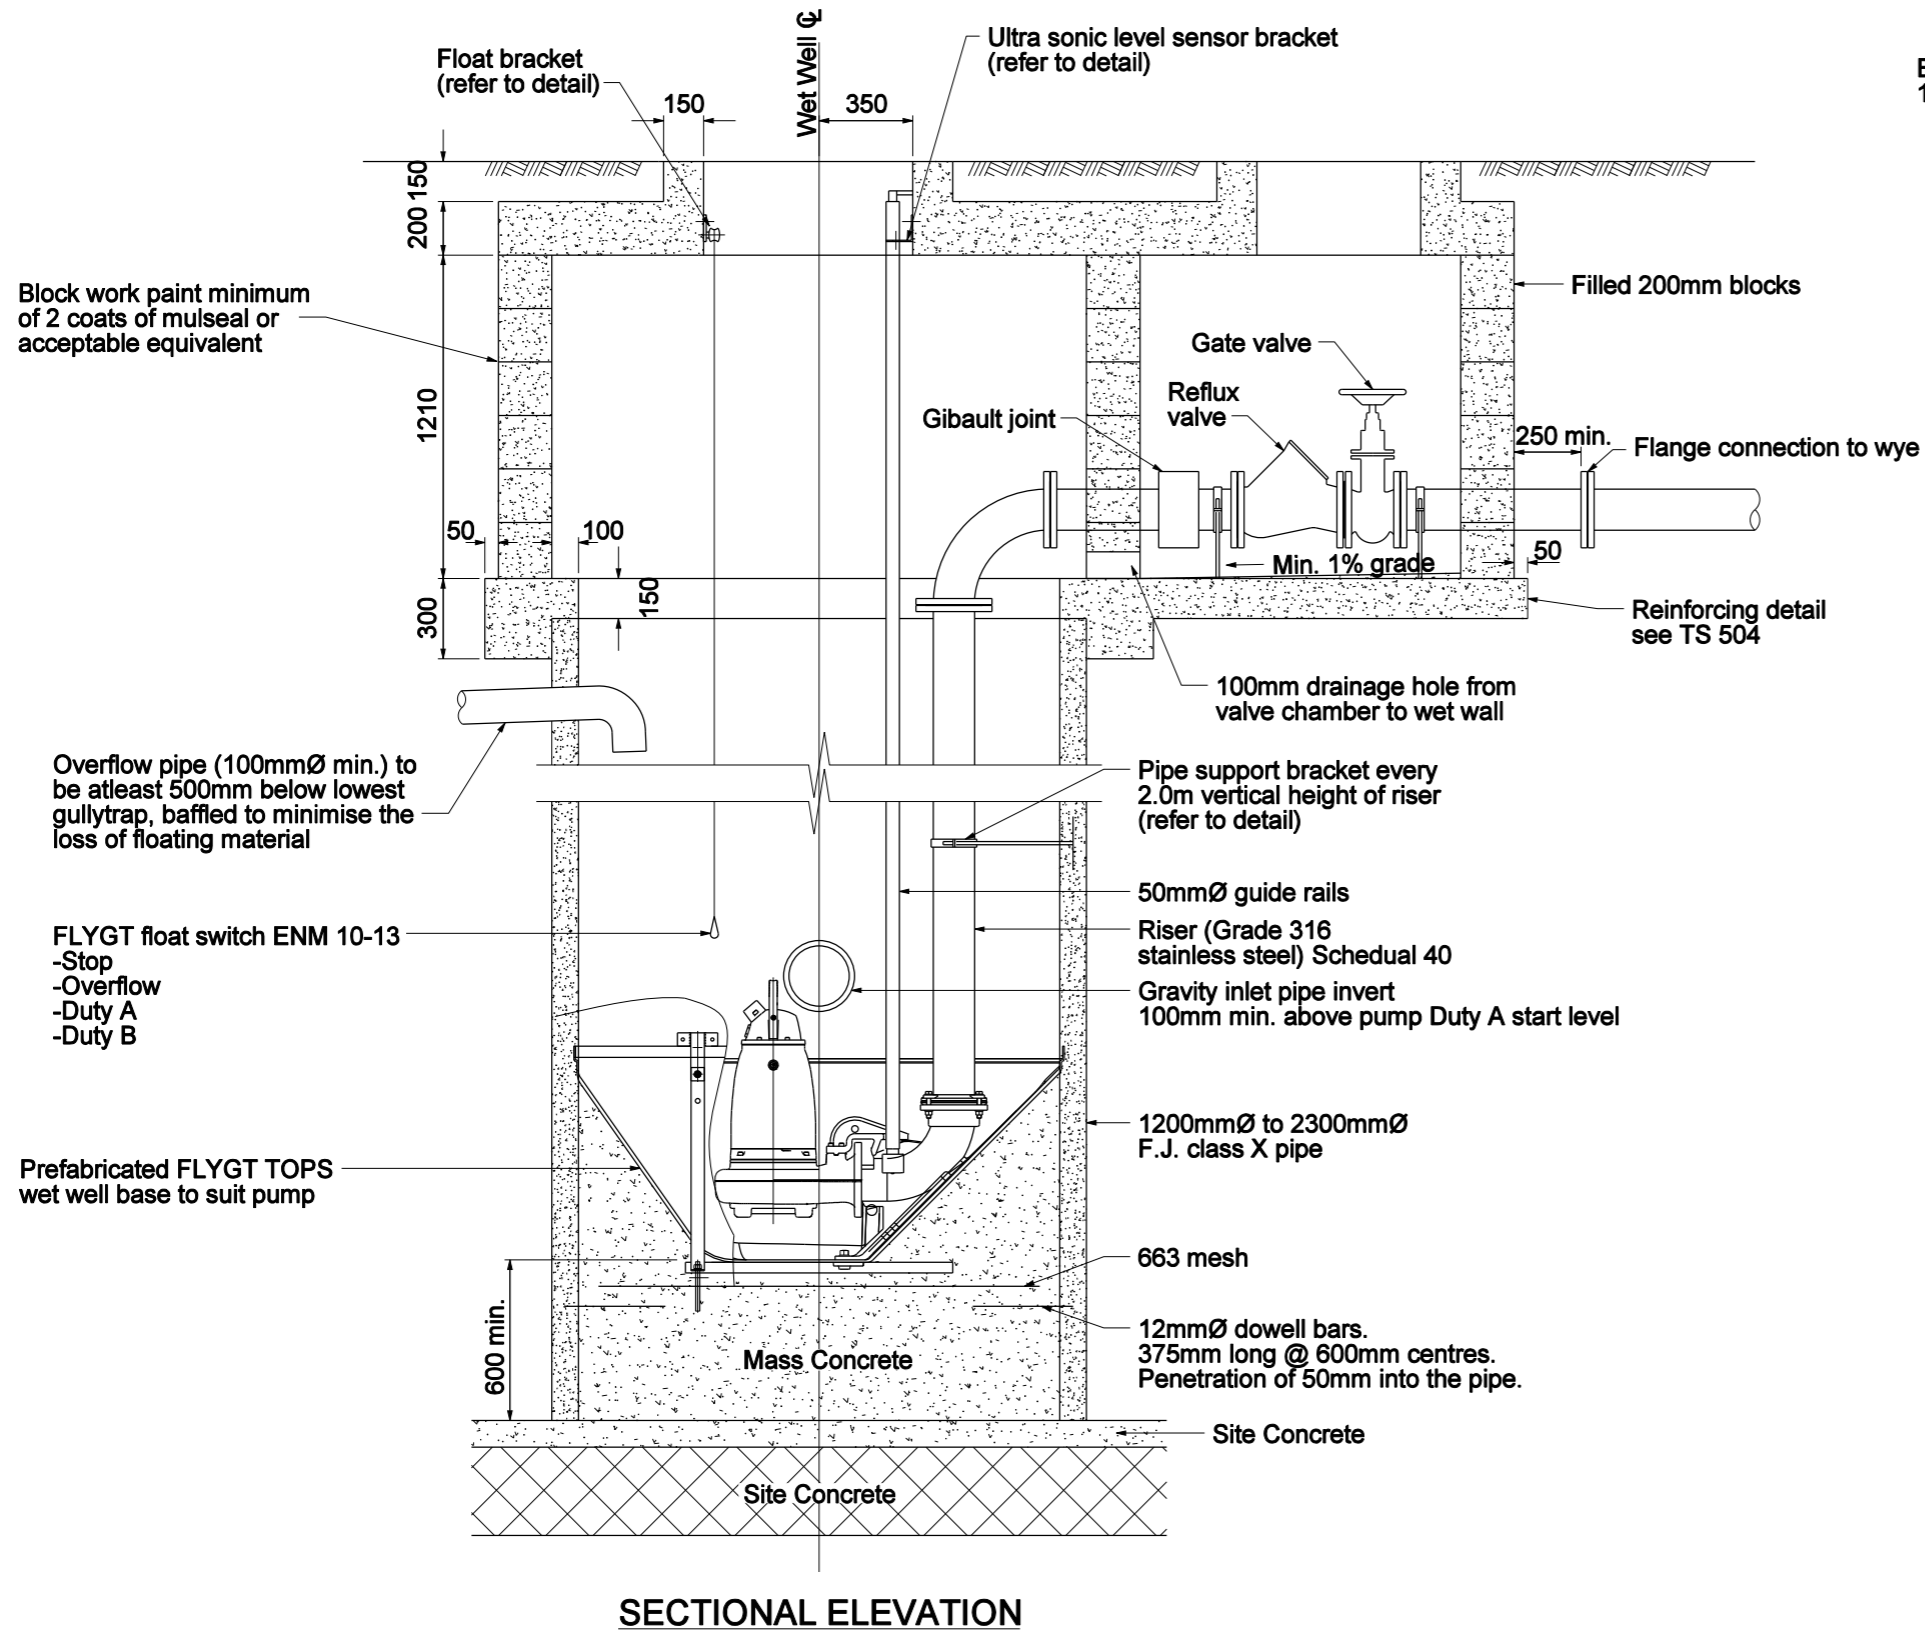 Float bracket
(refer to detail)
150
Wet Well ℄
350
Ultra sonic level sensor bracket
(refer to detail)
150
200
Block work paint minimum
of 2 coats of mulseal or
acceptable equivalent
1210
Filled 200mm blocks
Gate valve
Reflux
valve
Gibault joint
250 min.
Flange connection to wye
50
100
150
300
Min. 1% grade
50
Reinforcing detail
see TS 504
100mm drainage hole from
valve chamber to wet wall
Overflow pipe (100mmØ min.) to
be atleast 500mm below lowest
gullytrap, baffled to minimise the
loss of floating material
Pipe support bracket every
2.0m vertical height of riser
(refer to detail)
50mmØ guide rails
FLYGT float switch ENM 10-13
-Stop
-Overflow
-Duty A
-Duty B
Riser (Grade 316
stainless steel) Schedual 40
Gravity inlet pipe invert
100mm min. above pump Duty A start level
1200mmØ to 2300mmØ
F.J. class X pipe
Prefabricated FLYGT TOPS
wet well base to suit pump
663 mesh
600 min.
12mmØ dowell bars.
375mm long @ 600mm centres.
Penetration of 50mm into the pipe.
Mass Concrete
Site Concrete
Site Concrete
SECTIONAL ELEVATION